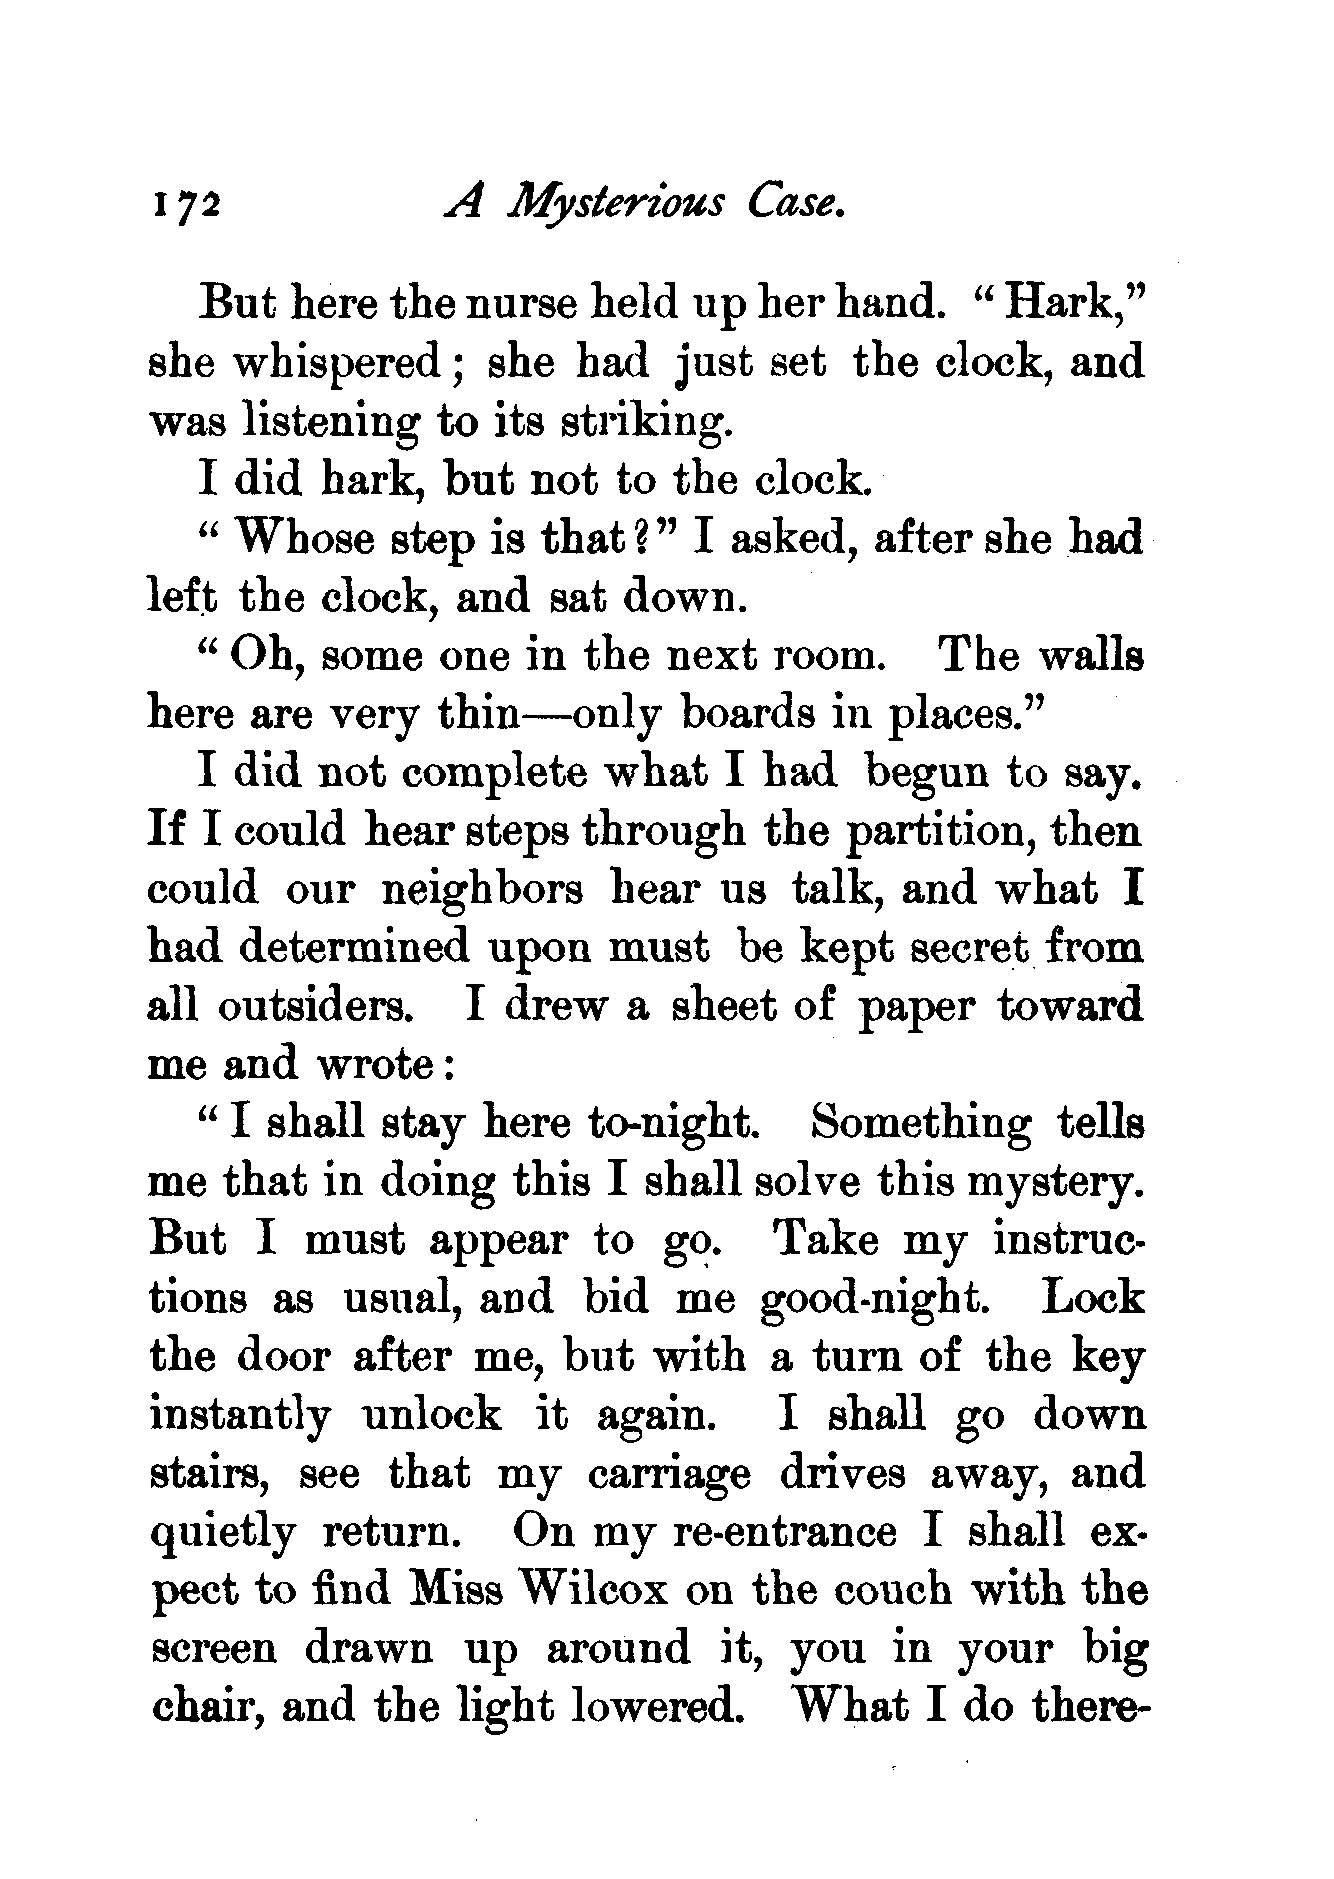 172 A Mysterious Case.
But here the nurse held up her hand. “Hark,”
she whispered; she had just set the clock, and
was listening to its striking.
I did hark, but not to the clock.
“Whose step is that?” I asked, after she had
left the clock, and sat down.
“Oh, some one in the next room. The walls
here are very thin—only boards in places.”
I did not complete what I had begun to say.
If I could hear steps through the partition, then
could our neighbors hear us talk, and what I
had determined upon must be kept secret from
all outsiders. I drew a sheet of paper toward
me and wrote:
“I shall stay here to-night. Something tells
me that in doing this I shall solve this mystery.
But I must appear to go. Take my instruc-
tions as usual, and bid me good-night. Lock
the door after me, but with a turn of the key
instantly unlock it again. I shall go down
stairs, see that my carriage drives away, and
quietly return. On my re-entrance I shall ex-
pect to find Miss Wilcox on the couch with the
screen drawn up around it, you in your big
chair, and the light lowered. What I do there-